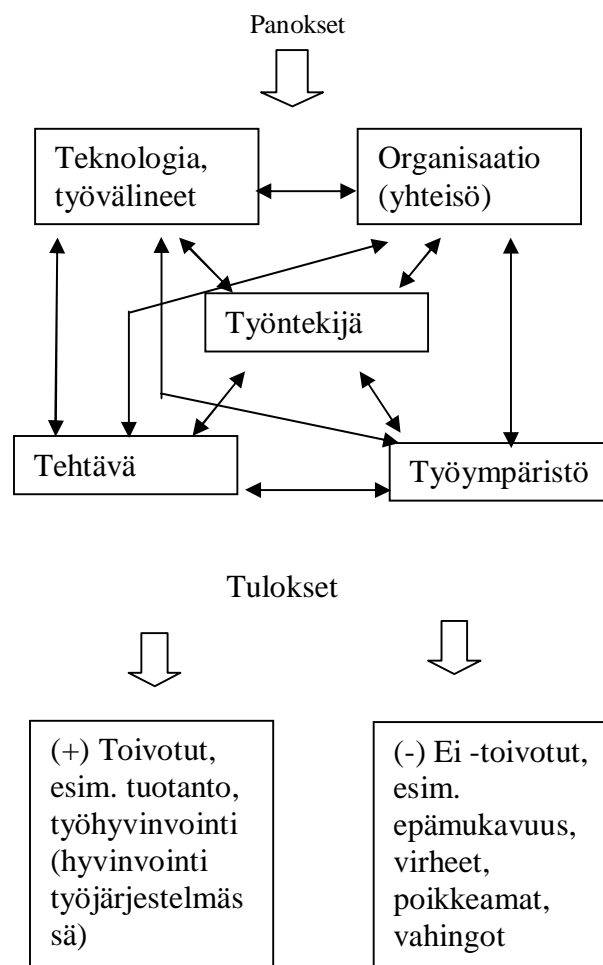 Panokset
Teknologia,
työvälineet
Organisaatio
(yhteisö)
Työntekijä
Tehtävä
Työympäristö
Tulokset
(+) Toivotut,
esim. tuotanto,
työhyvinvointi
(hyvinvointi
työjärjestelmäs
sä)
(-) Ei -toivotut,
esim.
epämukavuus,
virheet,
poikkeamat,
vahingot